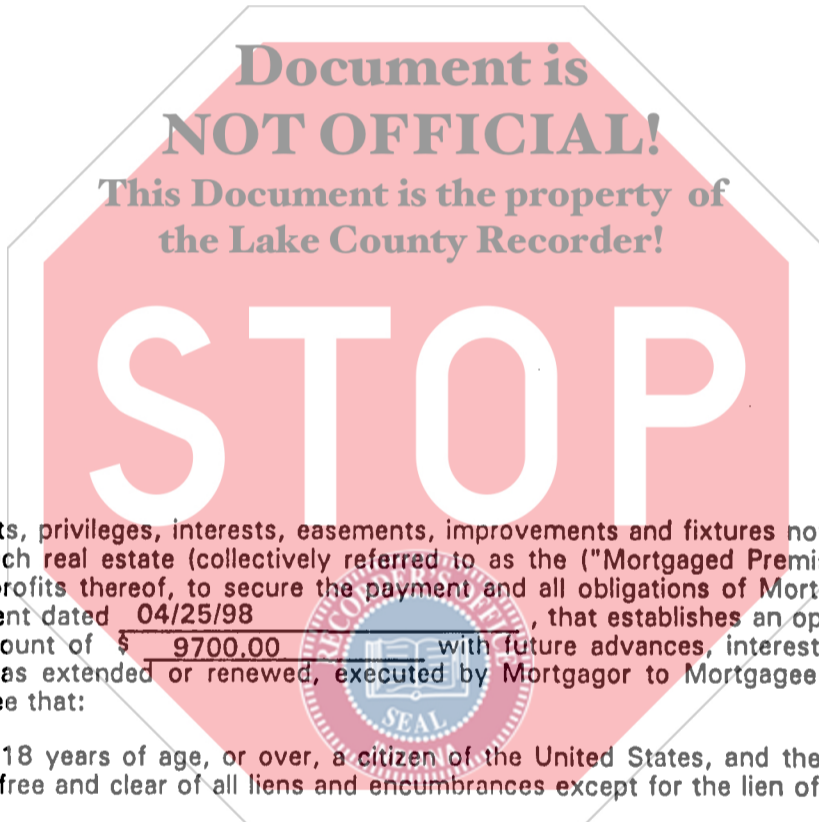 Document is
NOT OFFICIAL!
This Document is the property of
the Lake County Recorder!
STOP
ts, privileges, interests, easements, improvements and fixtures no
ch real estate (collectively referred to as the ("Mortgaged Premi
rofits thereof, to secure the payment and all obligations of Mort
nt dated 04/25/98 , that establishes an op
ount of $ 9700.00 with future advances, interest
as extended or renewed, executed by Mortgagor to Mortgagee
e that:
RECORDER'S OFFICE
SEAL
INDIANA
18 years of age, or over, a citizen of the United States, and the
free and clear of all liens and encumbrances except for the lien of